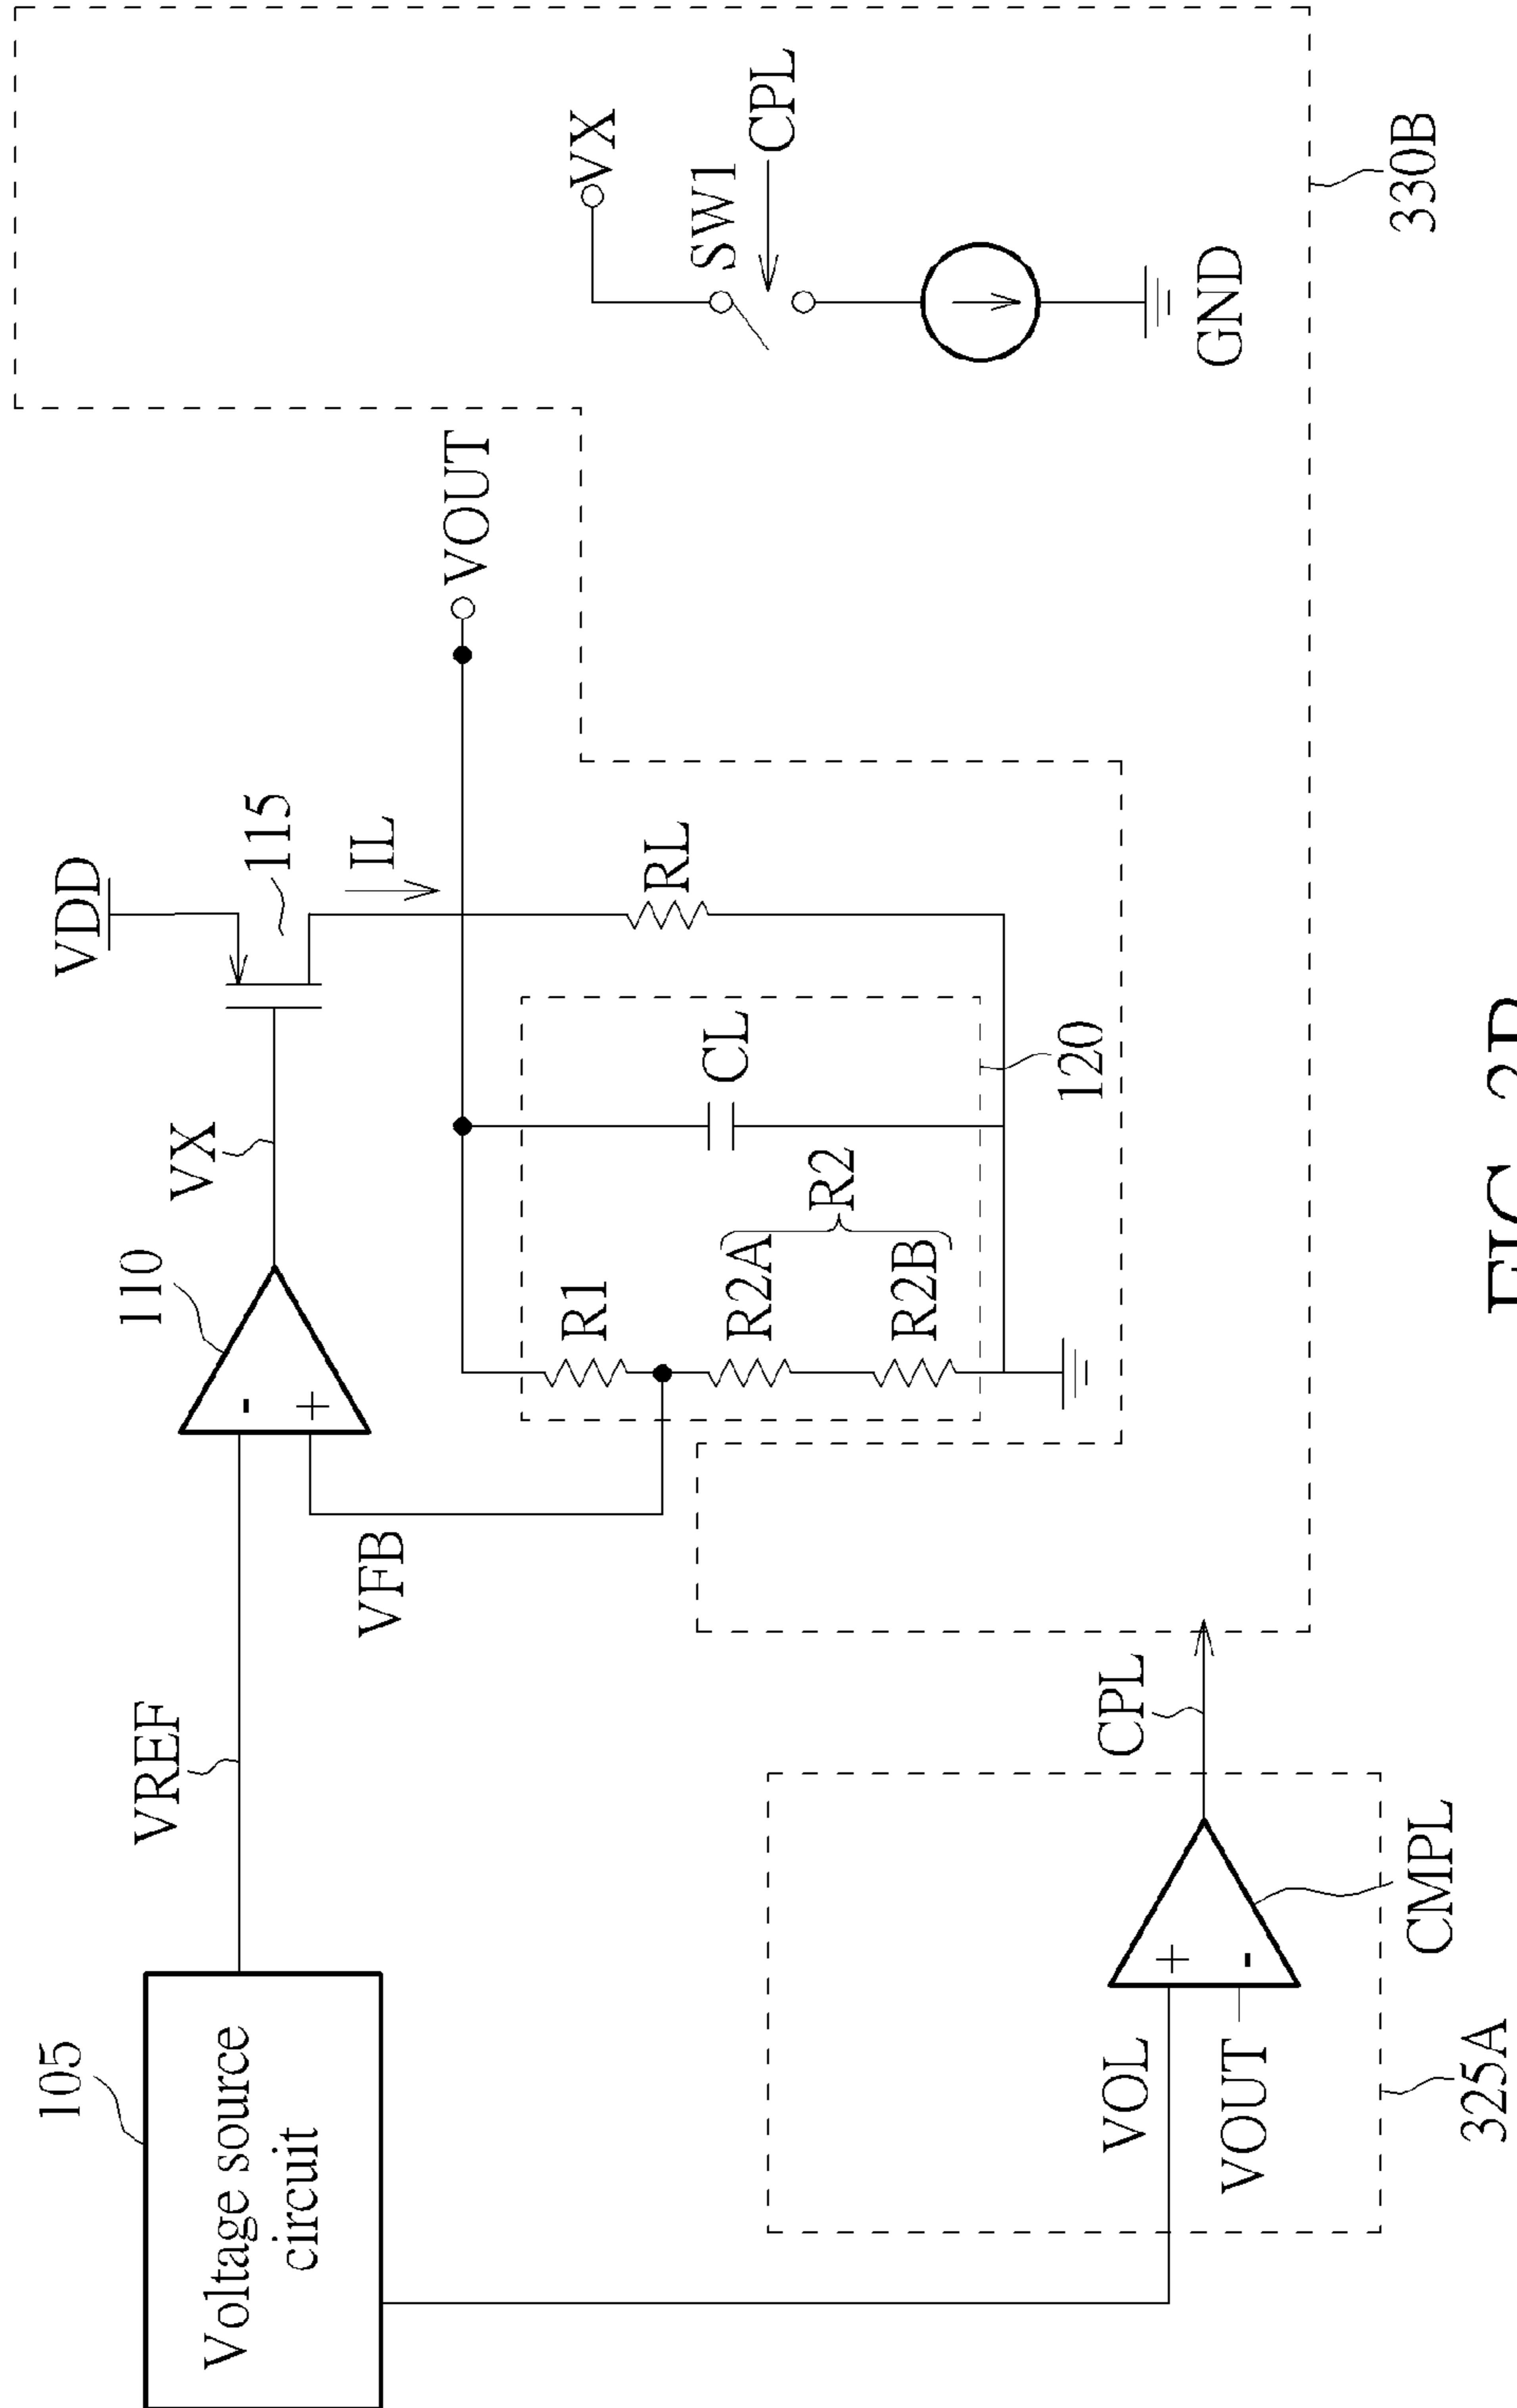 105
Voltage source
circuit
VREF
110
VX
VDD
115
IL
VOUT
VFB
R1
R2A
R2B
R2
CL
RL
120
VX
SW1
CPL
GND
330B
VOL
VOUT
CPL
CMPL
325A
FIG.